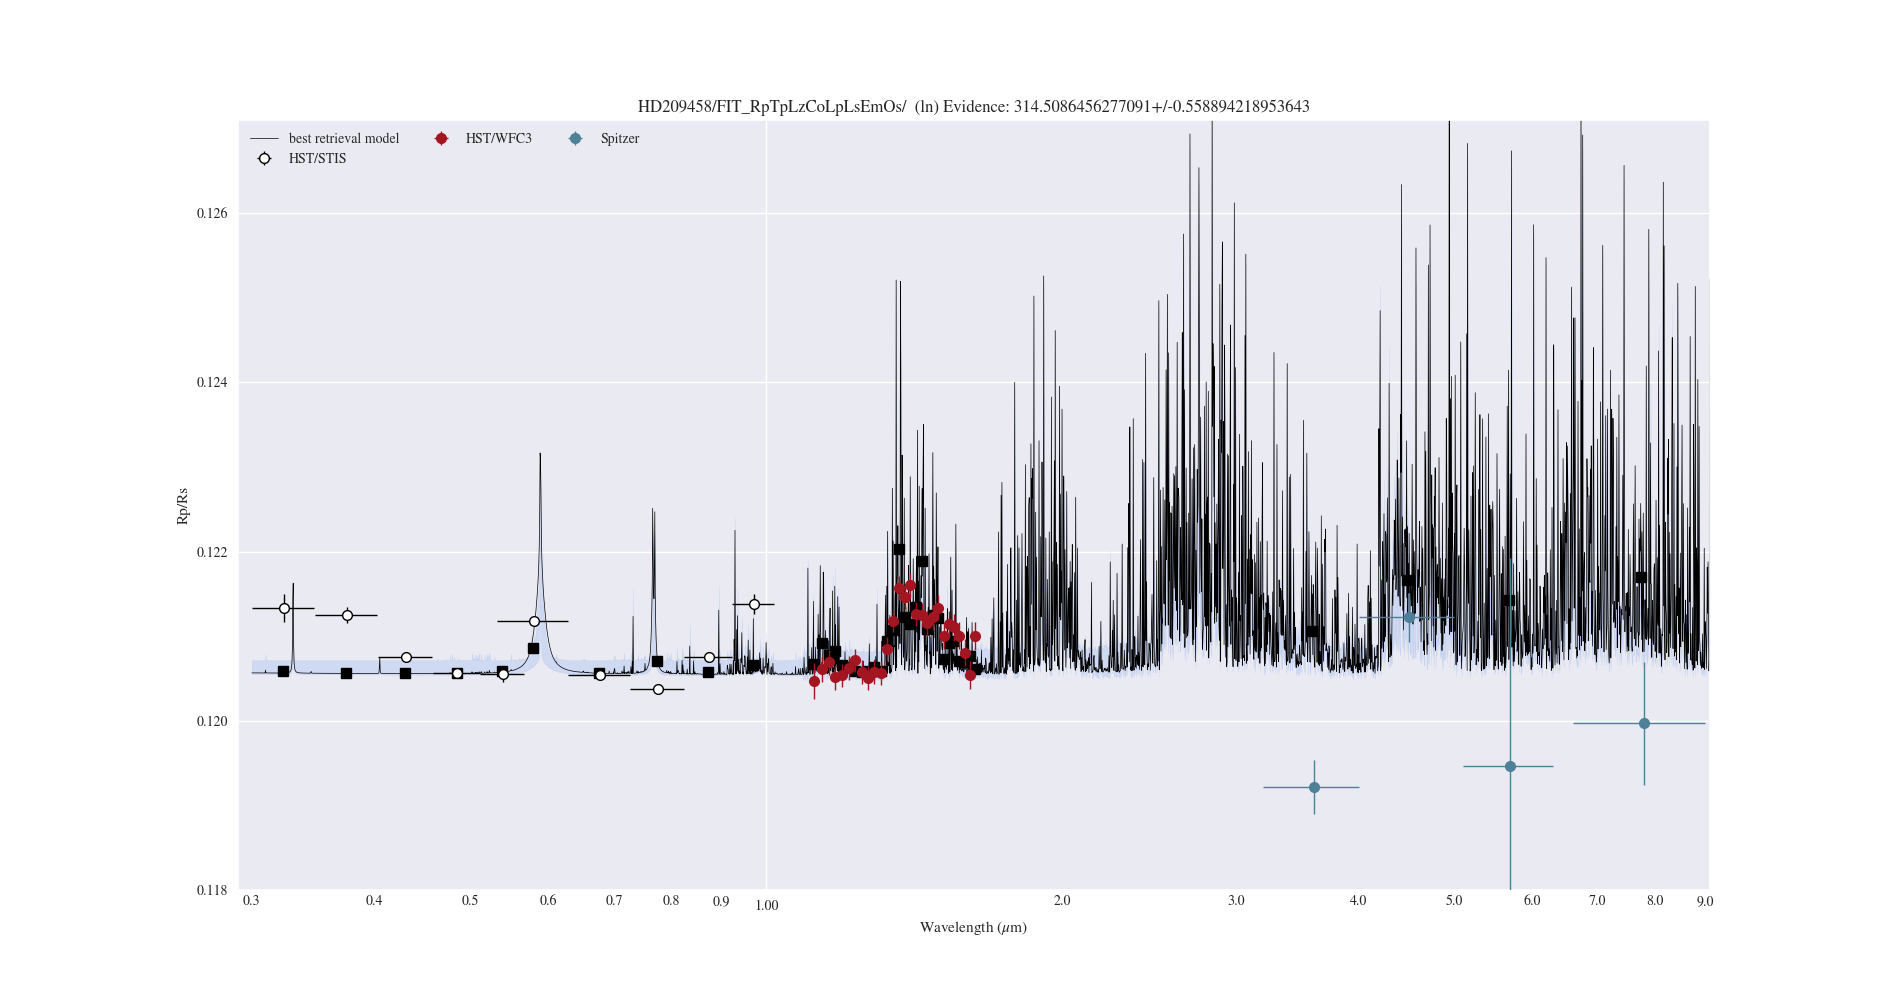 HD209458/FIT_RpTpLzCoLpLsEmOs/ (ln) Evidence: 314.5086456277091+/-0.558894218953643
best retrieval model
HST/WFC3
Spitzer
HST/STIS
0.126
0.124
0.122
0.120
0.118
Rp/Rs
0.3 0.4 0.5 0.6 0.7 0.8 0.9 1.00 2.0 3.0 4.0 5.0 6.0 7.0 8.0 9.0
Wavelength (μm)